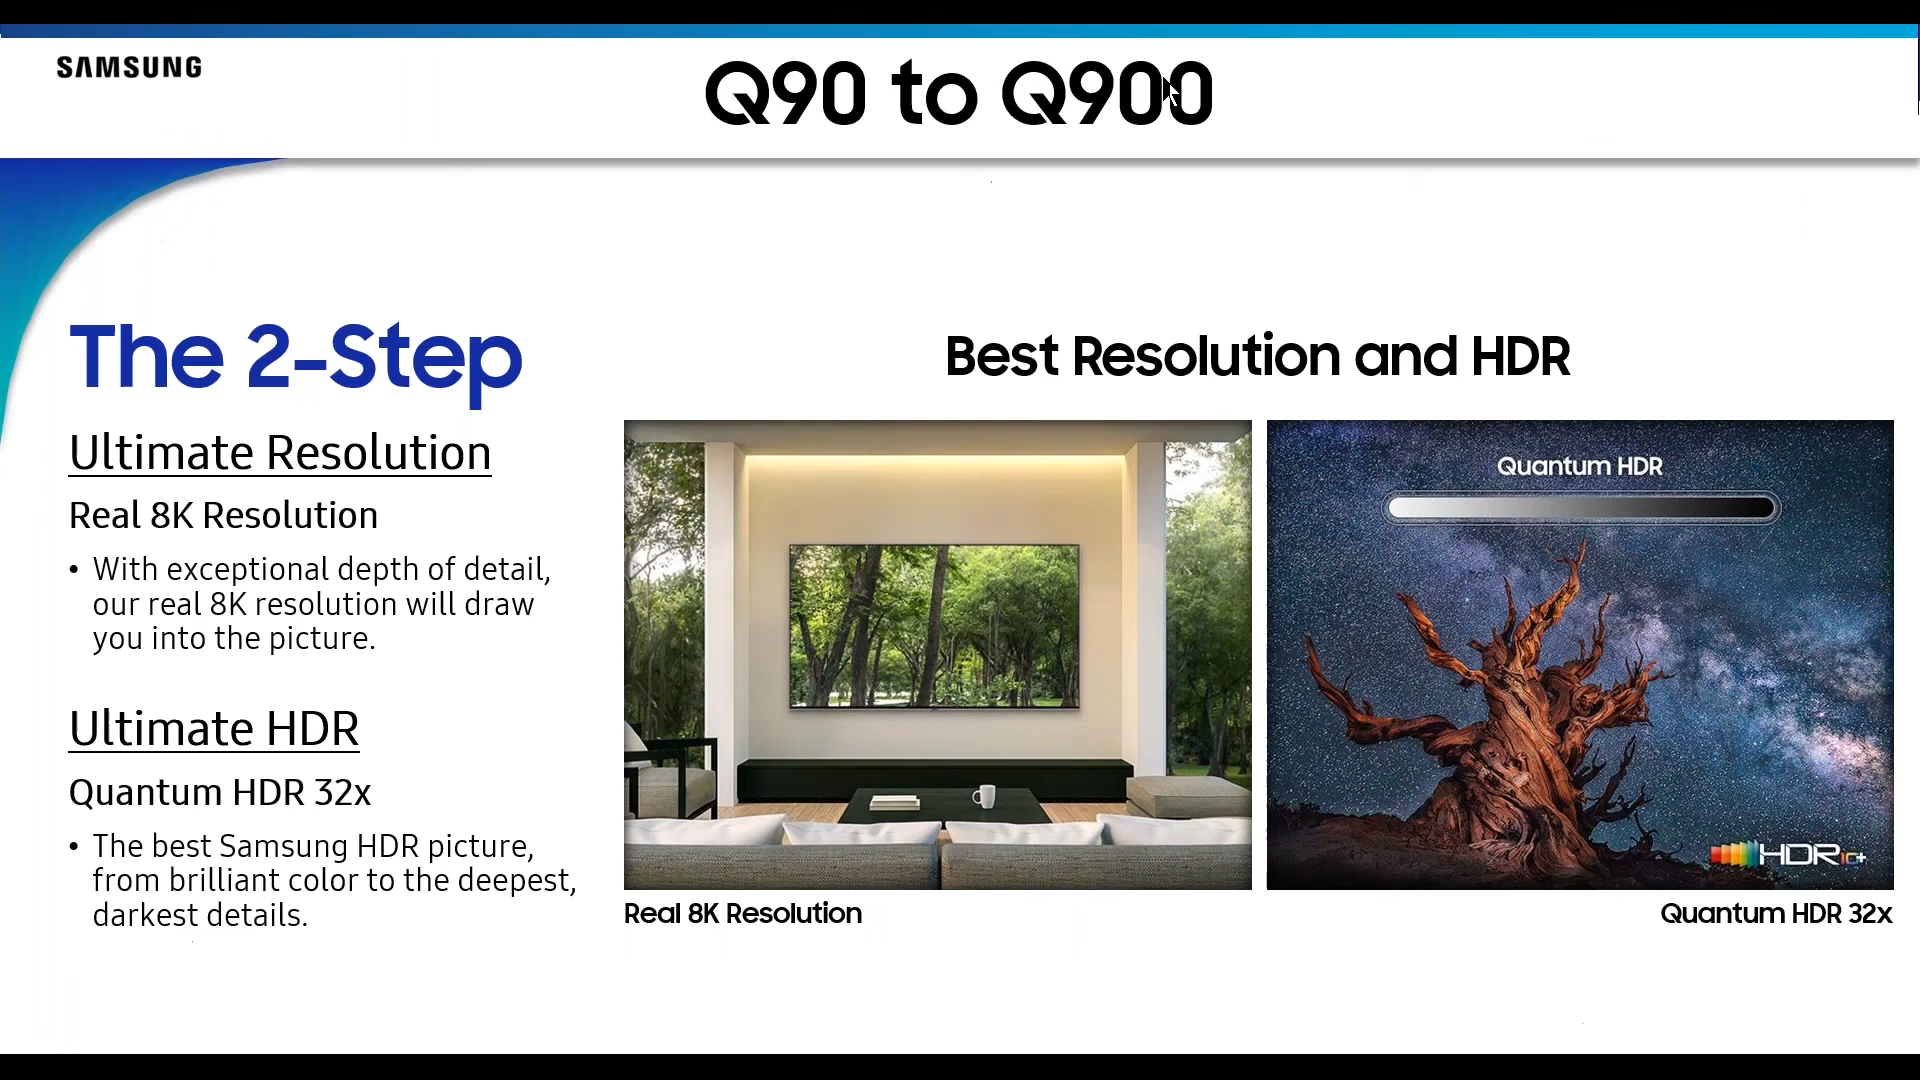 SAMSUNG
Q90 to Q900
The 2-Step
Ultimate Resolution
Real 8K Resolution
• With exceptional depth of detail,
our real 8K resolution will draw
you into the picture.
Ultimate HDR
Quantum HDR 32x
• The best Samsung HDR picture,
from brilliant color to the deepest,
darkest details.
Best Resolution and HDR
Quantum HDR
HDR10+
Real 8K Resolution
Quantum HDR 32x